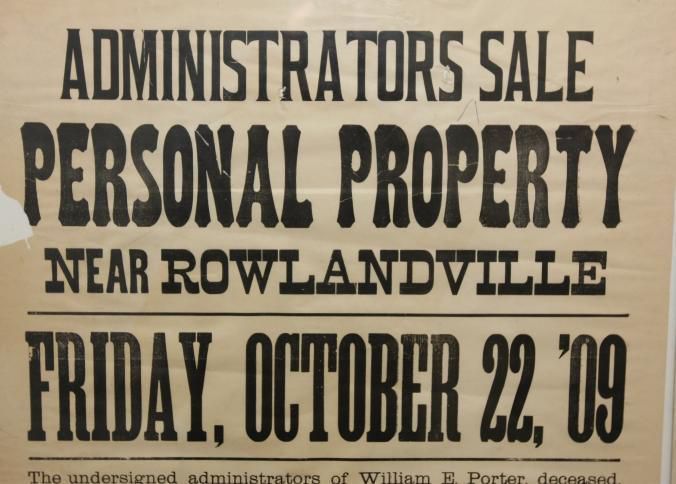 ADMINISTRATORS SALE
PERSONAL PROPERTY
NEAR ROWLANDVILLE
FRIDAY, OCTOBER 22, '09
The undersigned administrators of William E. Porter, deceased,